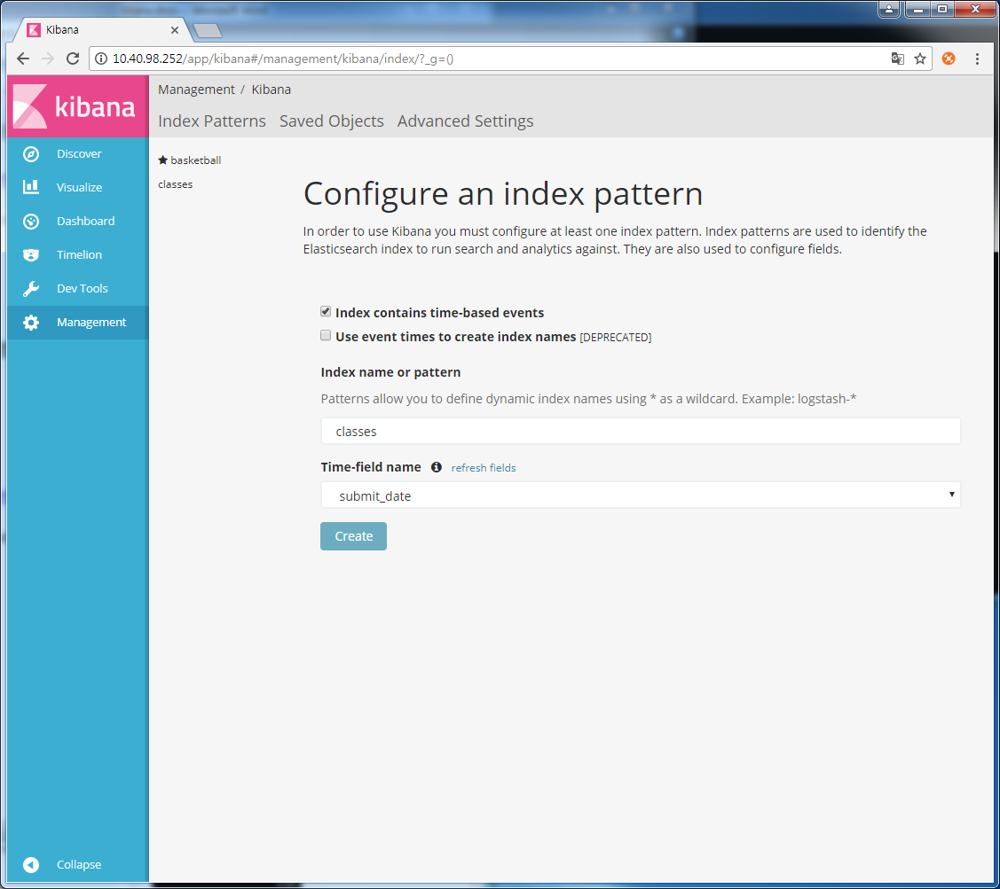 Kibana
10.40.98.252/app/kibana#/management/kibana/index/?_g=()
kibana
Management / Kibana
Index Patterns Saved Objects Advanced Settings
Discover
Visualize
Dashboard
Timelion
Dev Tools
Management
Collapse
basketball
classes
Configure an index pattern
In order to use Kibana you must configure at least one index pattern. Index patterns are used to identify the
Elasticsearch index to run search and analytics against. They are also used to configure fields.
Index contains time-based events
Use event times to create index names [DEPRECATED]
Index name or pattern
Patterns allow you to define dynamic index names using * as a wildcard. Example: logstash-*
classes
Time-field name refresh fields
submit_date
Create